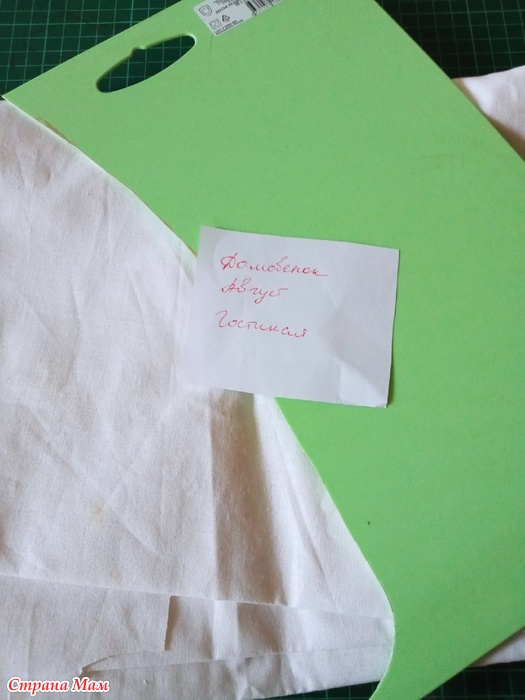 Домовенок
Август
Гостиная
Страна Мам